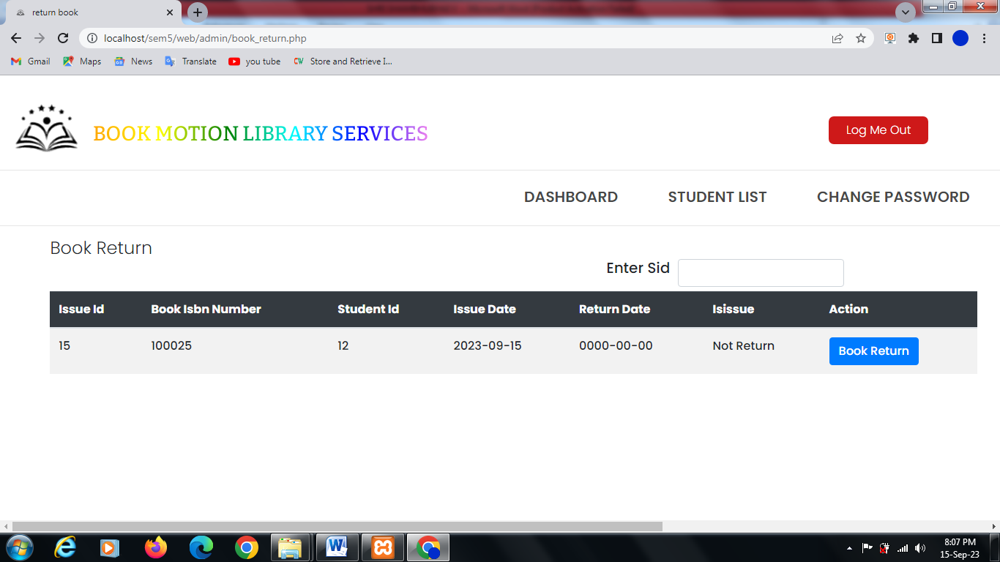 return book
localhost/sem5/web/admin/book_return.php
Gmail Maps News Translate you tube Store and Retrieve I...
BOOK MOTION LIBRARY SERVICES
Log Me Out
DASHBOARD STUDENT LIST CHANGE PASSWORD
Book Return
Enter Sid
Issue Id Book Isbn Number Student Id Issue Date Return Date Isissue Action
15 100025 12 2023-09-15 0000-00-00 Not Return Book Return
8:07 PM
15-Sep-23